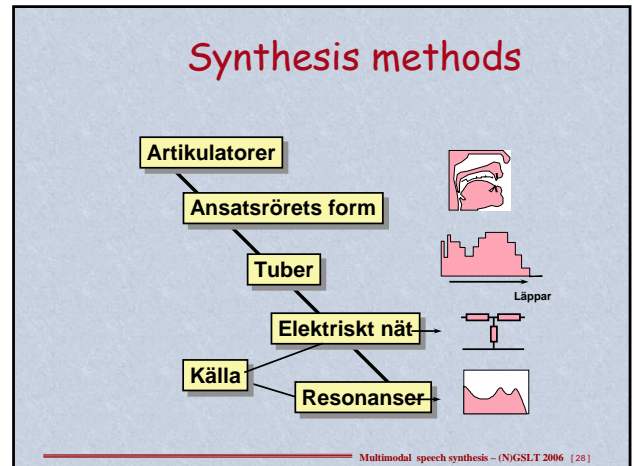 Synthesis methods
Artikulatorer
Ansatsrörets form
Tuber
Läppar
Elektriskt nät
Källa
Resonanser
Multimodal speech synthesis – (N)GSLT 2006 [28]